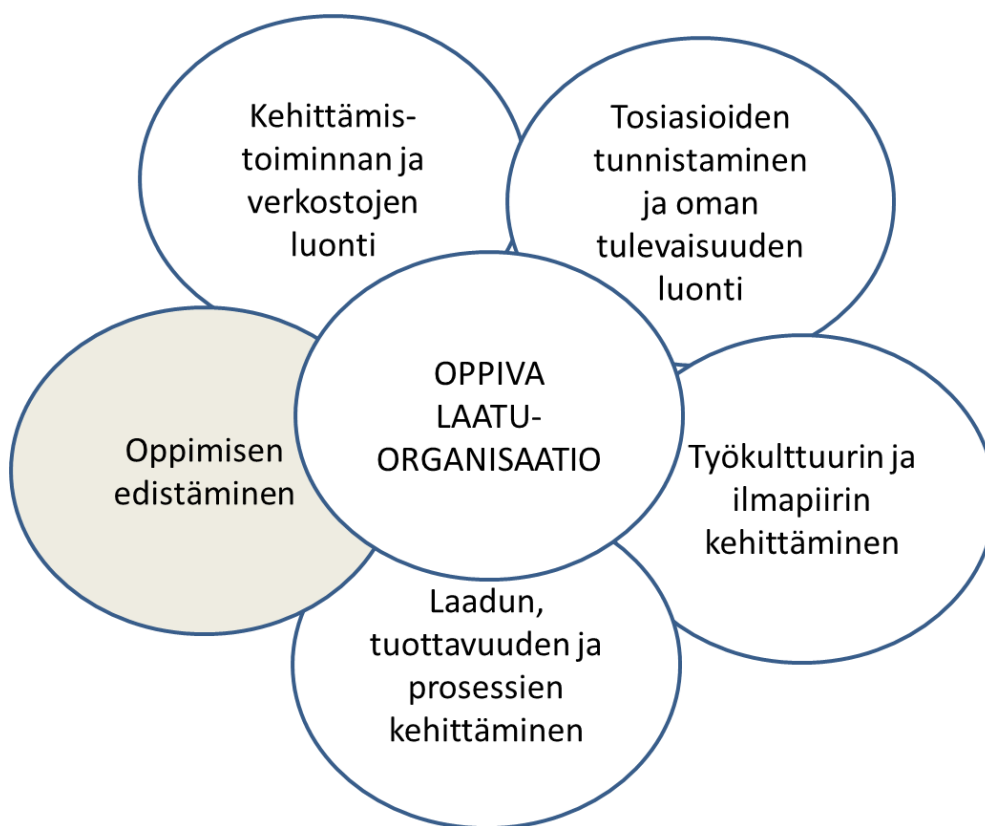 Kehittämis-
toiminnan ja
verkostojen
luonti
Tosiasioiden
tunnistaminen
ja oman
tulevaisuuden
luonti
OPPIVA
LAATU-
ORGANISAATIO
Oppimisen
edistäminen
Työkulttuurin ja
ilmapiirin
kehittäminen
Laadun,
tuottavuuden ja
prosessien
kehittäminen